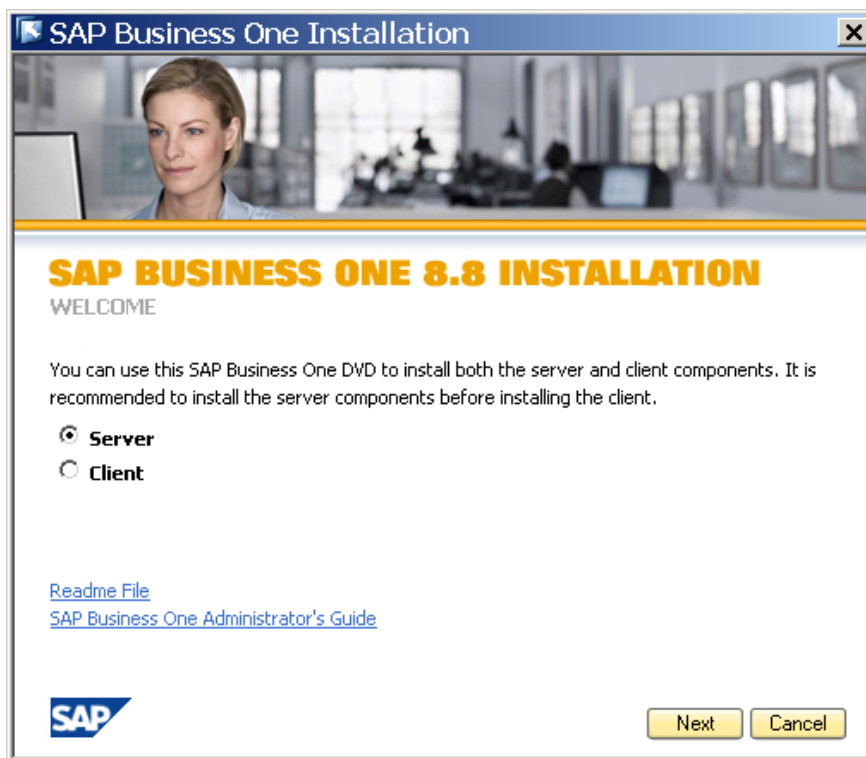 SAP Business One Installation
SAP BUSINESS ONE 8.8 INSTALLATION
WELCOME
You can use this SAP Business One DVD to install both the server and client components. It is
recommended to install the server components before installing the client.
Server
Client
Readme File
SAP Business One Administrator's Guide
SAP
Next
Cancel